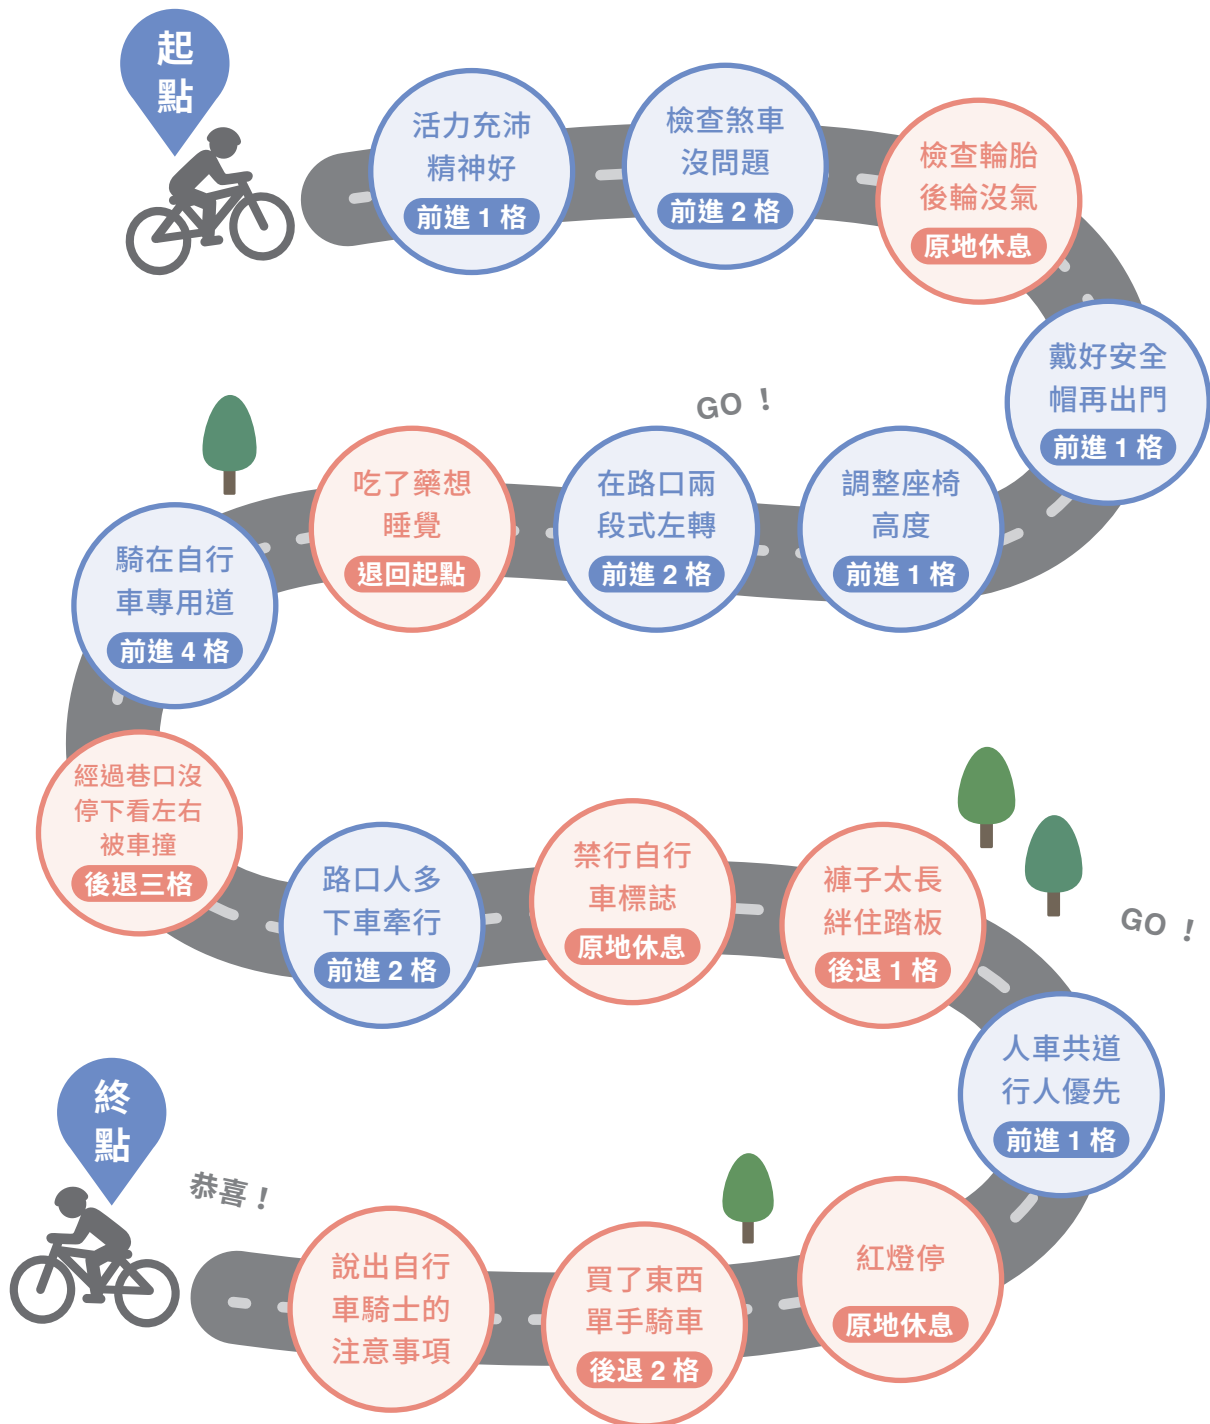 起
點
活力充沛
精神好
前進 1 格
檢查煞車
沒問題
前進 2 格
檢查輪胎
後輪沒氣
原地休息
戴好安全
帽再出門
前進 1 格
GO !
調整座椅
高度
前進 1 格
在路口兩
段式左轉
前進 2 格
吃了藥想
睡覺
退回起點
騎在自行
車專用道
前進 4 格
經過巷口沒
停下看左右
被車撞
後退三格
路口人多
下車牽行
前進 2 格
禁行自行
車標誌
原地休息
褲子太長
絆住踏板
後退 1 格
GO !
人車共道
行人優先
前進 1 格
紅燈停
原地休息
買了東西
單手騎車
後退 2 格
說出自行
車騎士的
注意事項
恭喜!
終
點